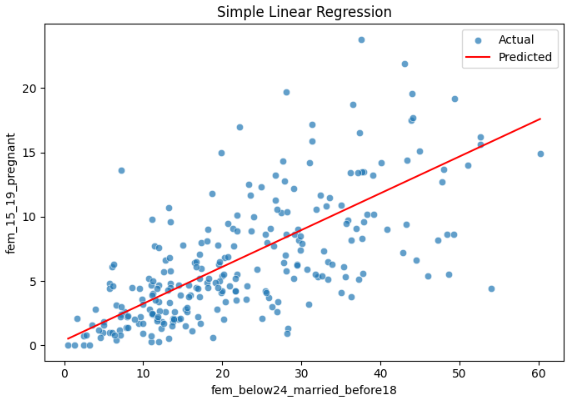 Simple Linear Regression
Actual
Predicted
fem_15_19_pregnant
20
15
10
5
0
0 10 20 30 40 50 60
fem_below24_married_before18